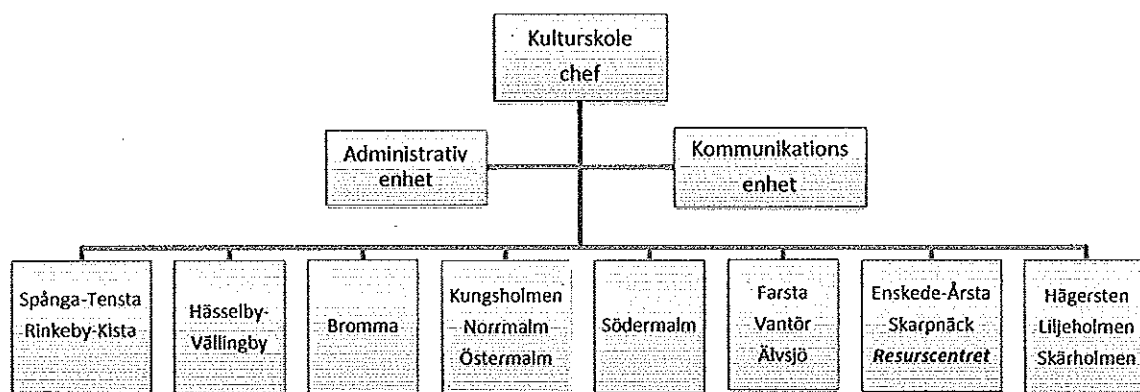 Kulturskole
chef
Administrativ
enhet
Kommunikations
enhet
Spånga-Tensta
Rinkeby-Kista
Hässelby-
Vällingby
Bromma
Kungsholmen
Norrmalm
Östermalm
Södermalm
Farsta
Vantör
Älvsjö
Enskede-Årsta
Skarpnäck
Resurscentret
Hägersten
Liljeholmen
Skärholmen